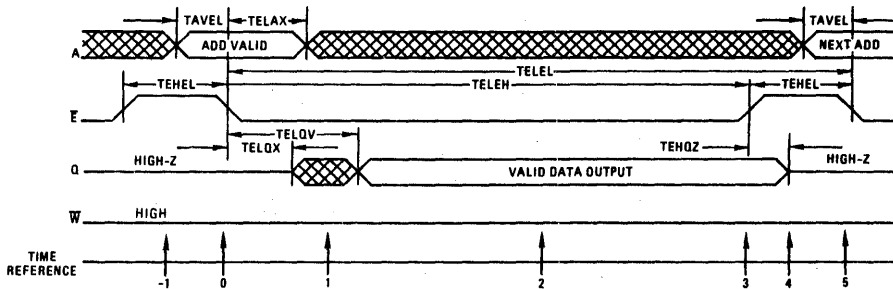 TAVEL TELAX TAVEL
A ADD VALID NEXT ADD
TELEL
TEHEL TELEH TEHEL
E
TELQV
TELQX TEHQZ
Q HIGH-Z VALID DATA OUTPUT HIGH-Z
W HIGH
TIME
REFERENCE
-1 0 1 2 3 4 5